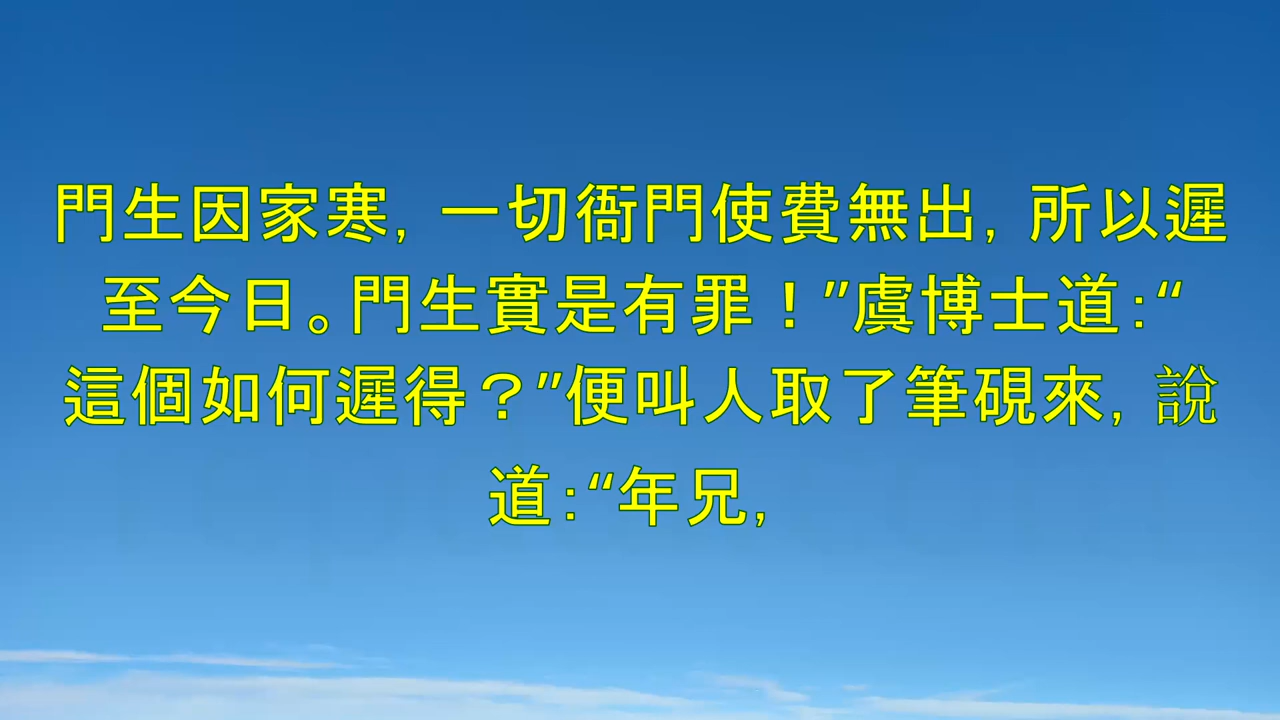 門生因家寒, 一切衙門使費無出, 所以遲
至今日。門生實是有罪！”虞博士道:“
這個如何遲得？”便叫人取了筆硯來, 說
道:“年兄,